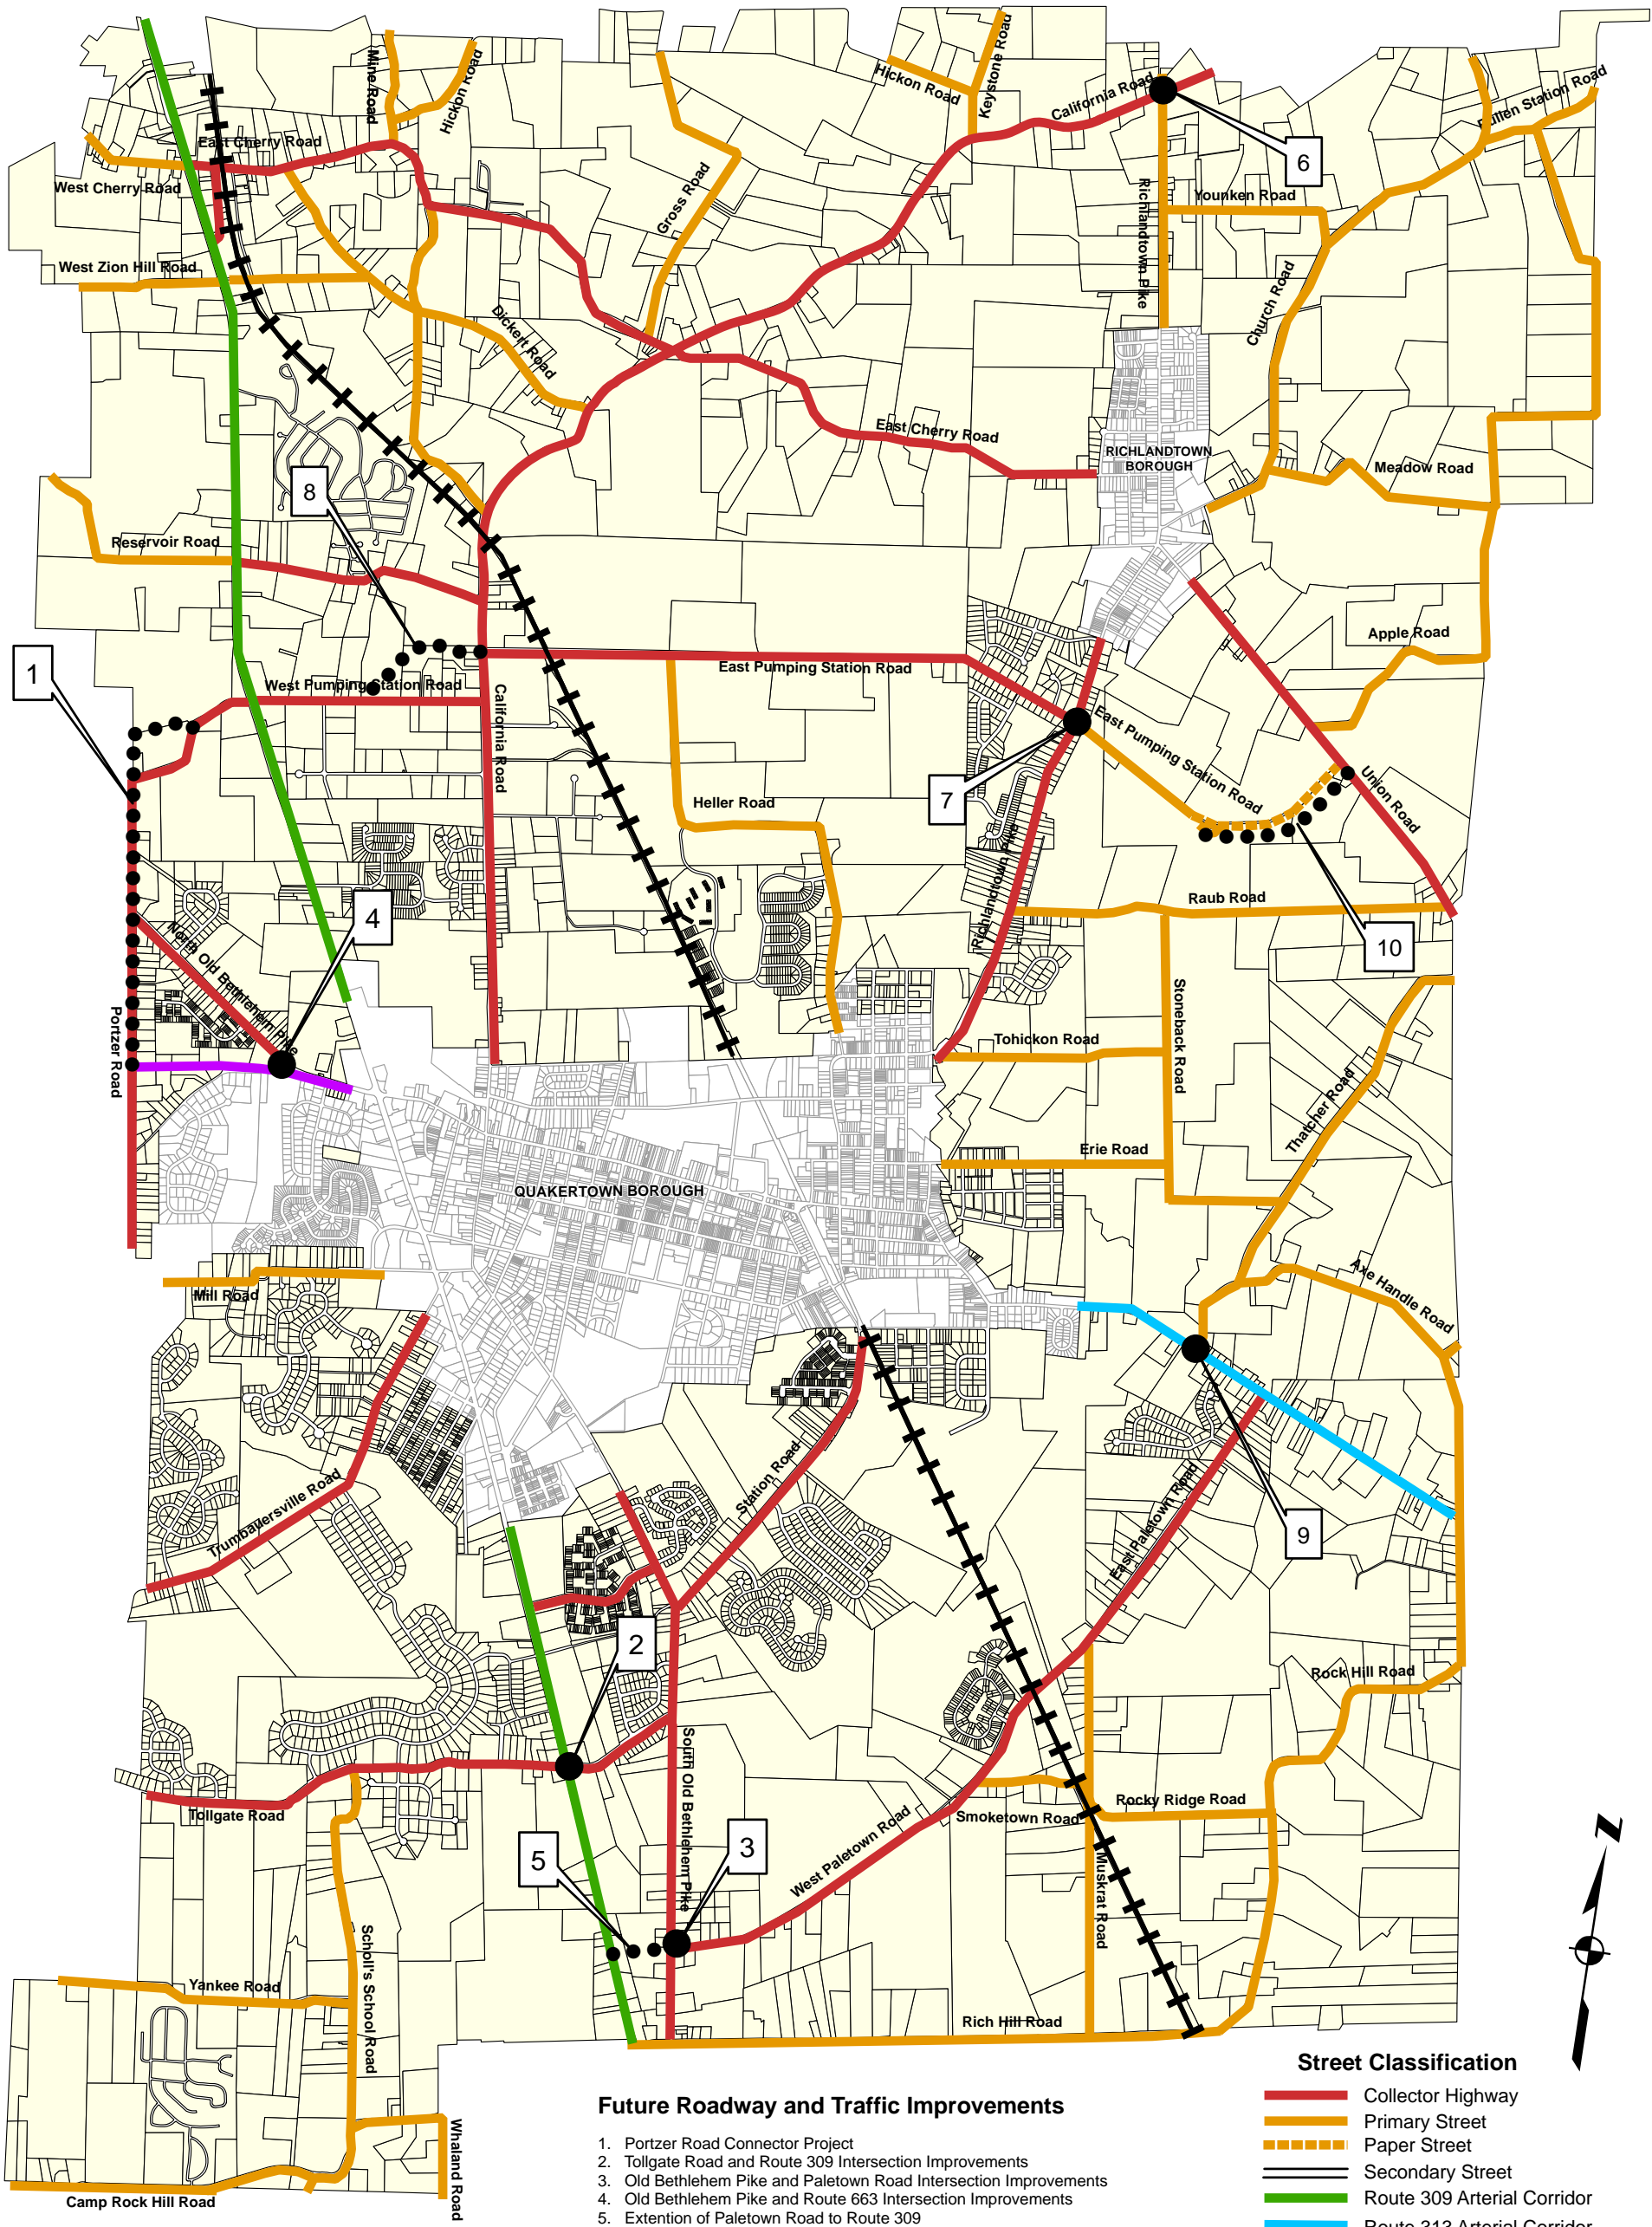 Mine Road
Hickon Road
Hickon Road
Keystone Road
California Road
Pullen Station Road
East Cherry Road
6
West Cherry Road
Gross Road
Richlandtown Pike
Younken Road
West Zion Hill Road
Church Road
Dickert Road
East Cherry Road
RICHLANDTOWN
BOROUGH
Meadow Road
8
Reservoir Road
Apple Road
1
East Pumping Station Road
West Pumping Station Road
California Road
East Pumping Station Road
Union Road
7
Heller Road
Richlandtown Pike
4
Raub Road
10
North Old Bethlehem Pike
Portzer Road
Stoneback Road
Tohickon Road
Thatcher Road
Erie Road
QUAKERTOWN BOROUGH
Axe Handle Road
Mill Road
Station Road
Trumbauersville Road
East Paletown Road
9
2
Rock Hill Road
South Old Bethlehem Pike
Tollgate Road
Smoketown Road
Rocky Ridge Road
5
3
West Paletown Road
Muskrat Road
Scholl's School Road
Yankee Road
Rich Hill Road
N
Whaland Road
Camp Rock Hill Road
Future Roadway and Traffic Improvements
1. Portzer Road Connector Project
2. Tollgate Road and Route 309 Intersection Improvements
3. Old Bethlehem Pike and Paletown Road Intersection Improvements
4. Old Bethlehem Pike and Route 663 Intersection Improvements
5. Extention of Paletown Road to Route 309
Street Classification
Collector Highway
Primary Street
Paper Street
Secondary Street
Route 309 Arterial Corridor
Route 313 Arterial Corridor